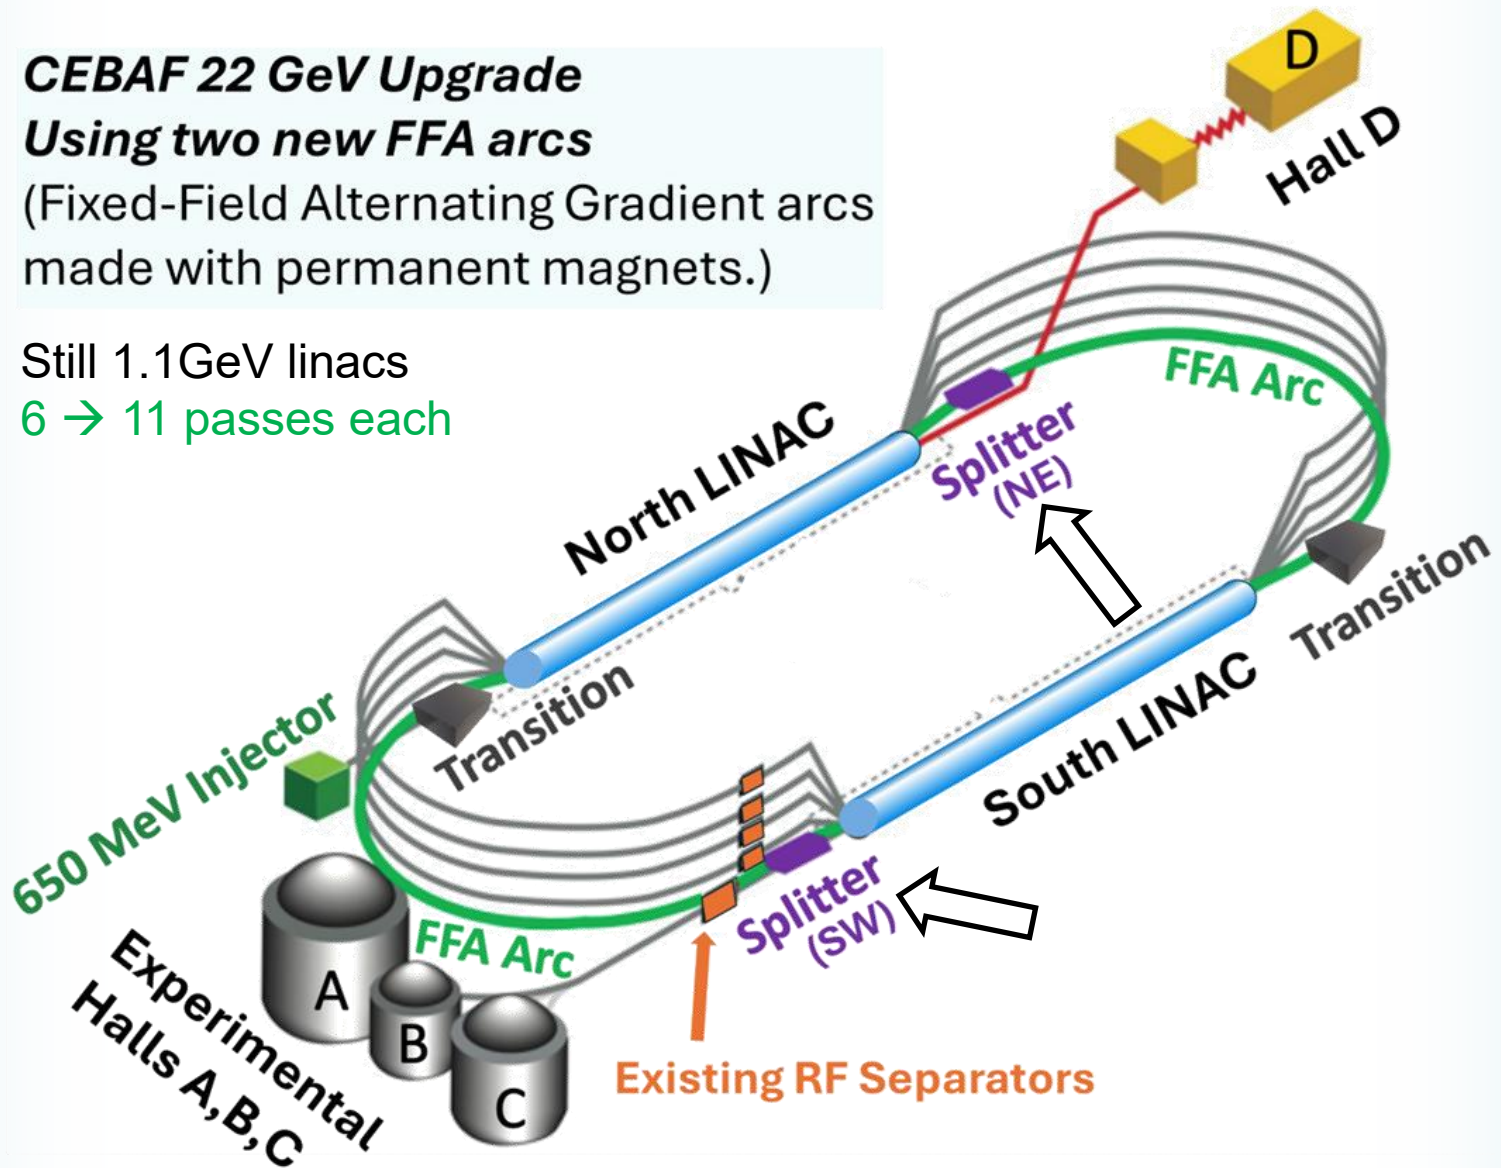 CEBAF 22 GeV Upgrade
Using two new FFA arcs
(Fixed-Field Alternating Gradient arcs
made with permanent magnets.)
Still 1.1GeV linacs
6 → 11 passes each
D
Hall D
FFA Arc
North LINAC
Splitter
(NE)
Transition
Transition
650 MeV Injector
South LINAC
Splitter
(SW)
FFA Arc
A
B
C
Experimental
Halls A,B,C
Existing RF Separators